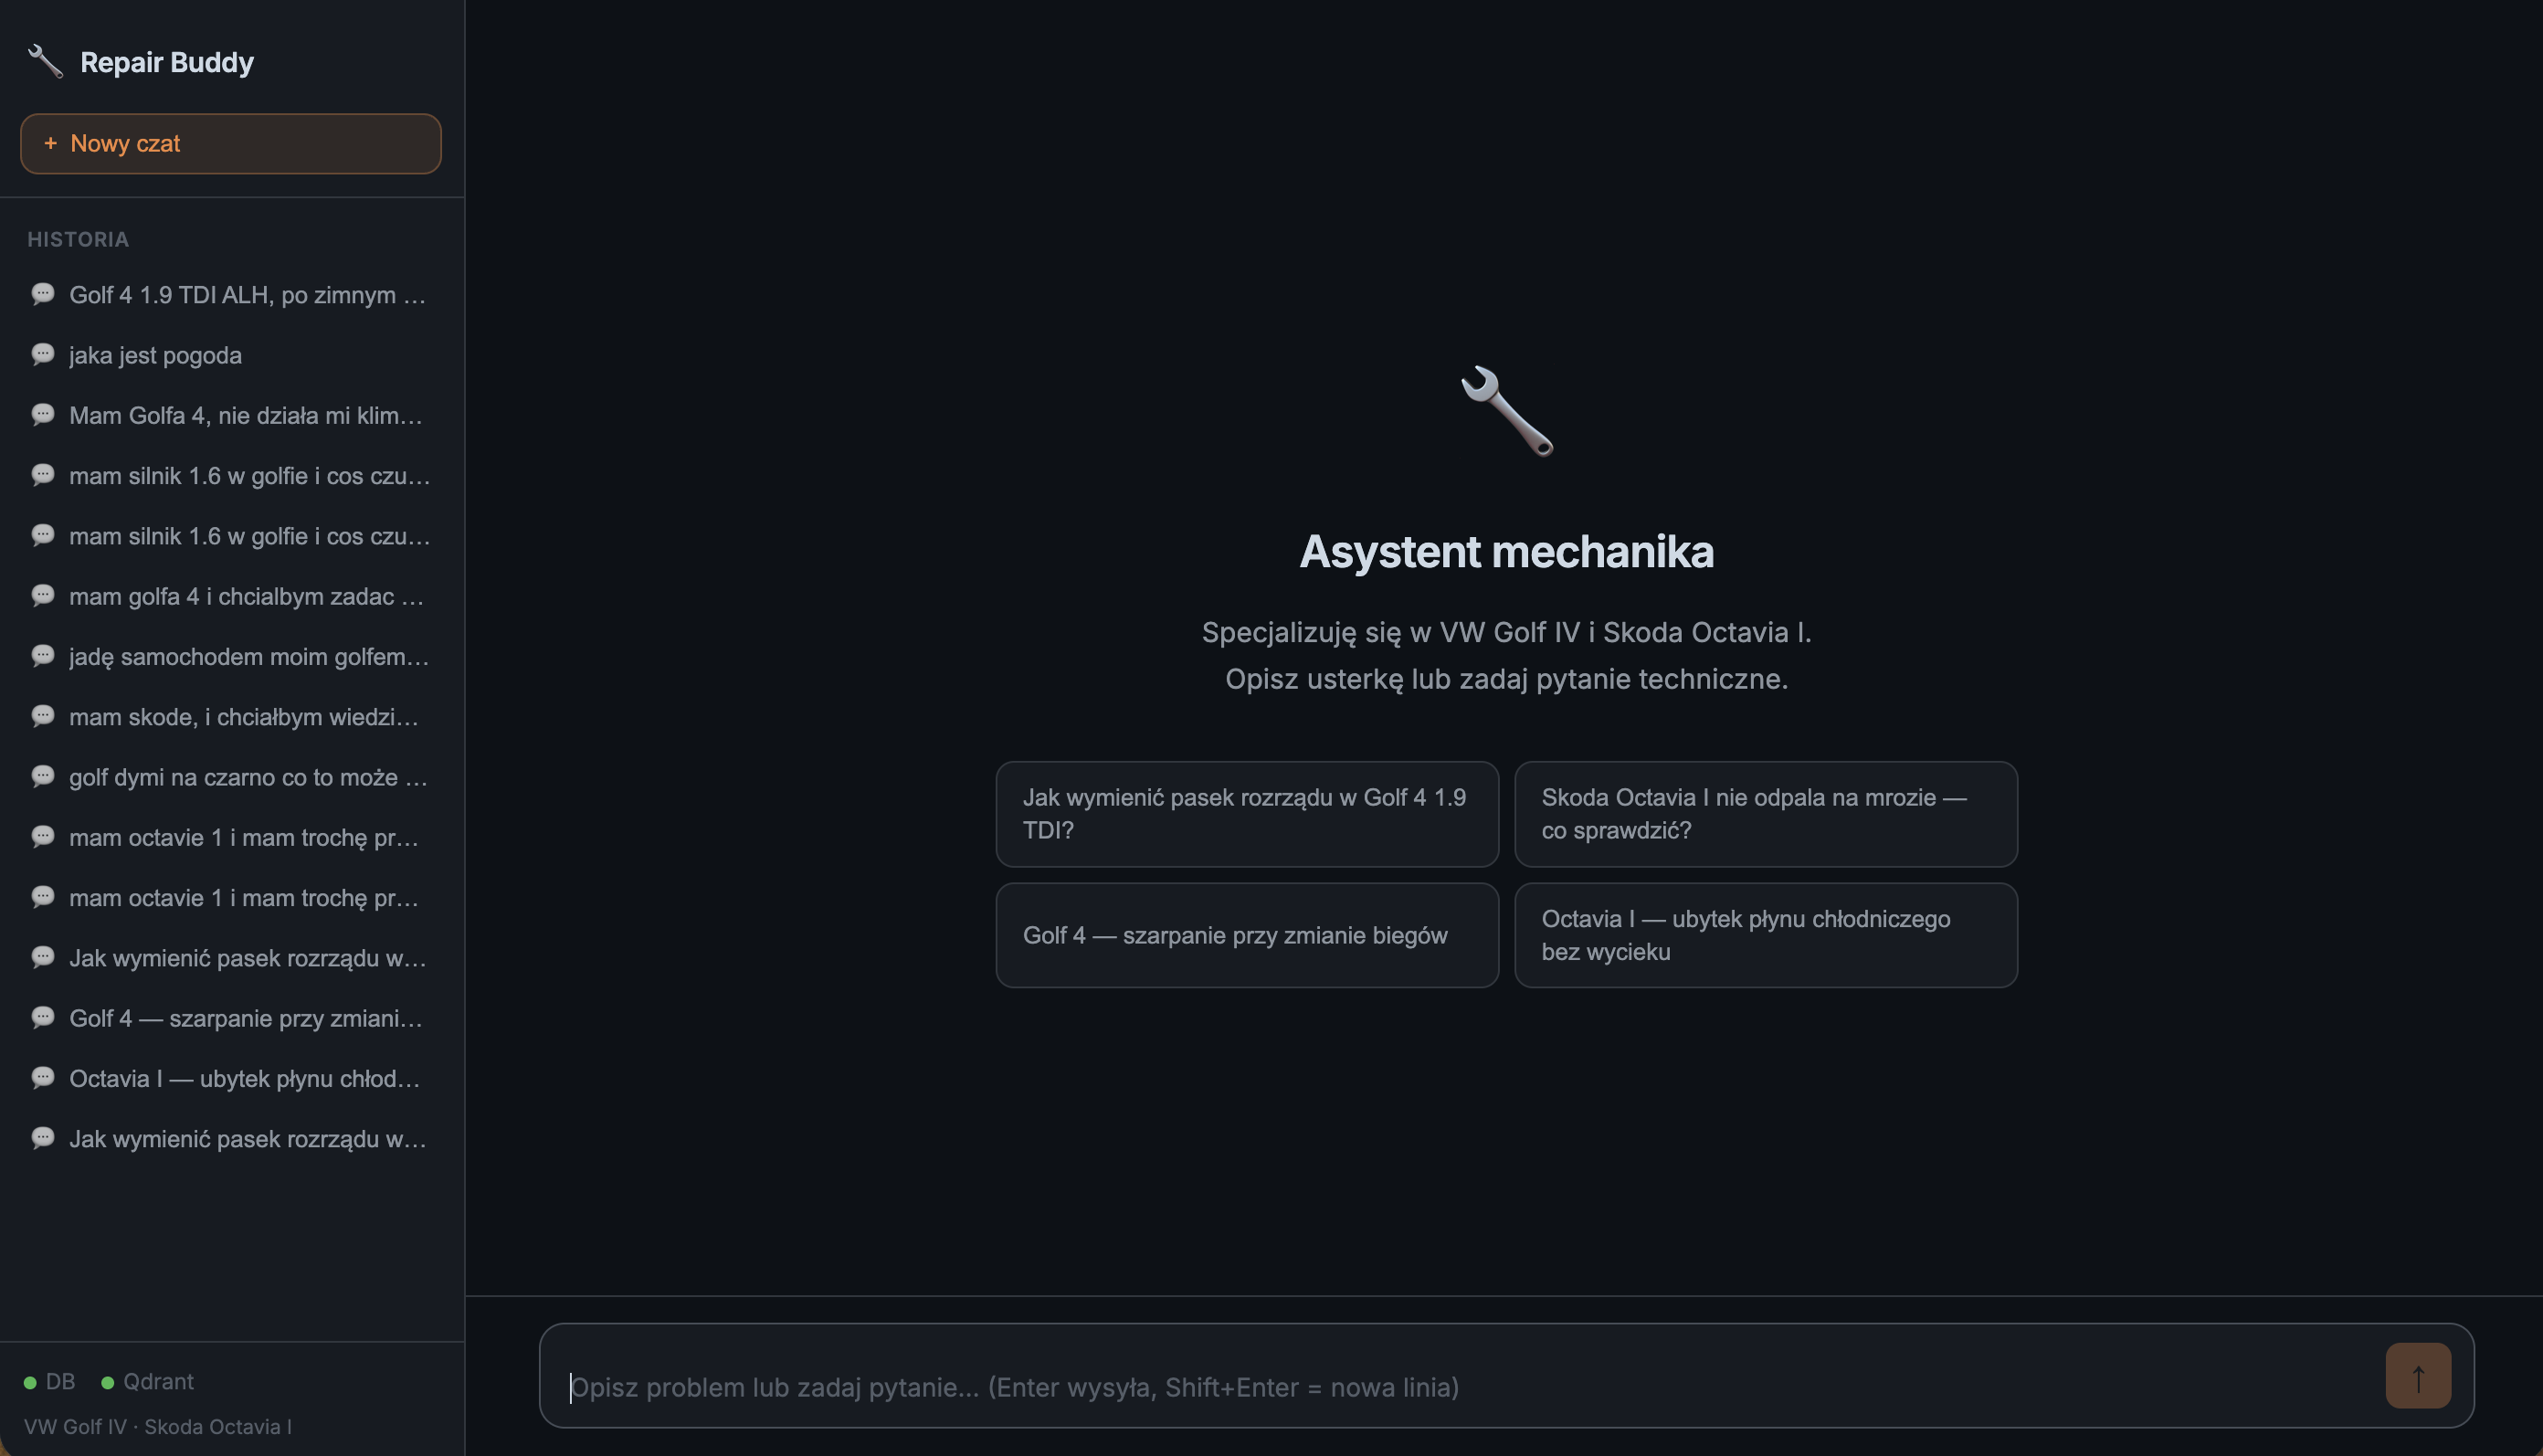 Repair Buddy
+ Nowy czat
HISTORIA
Golf 4 1.9 TDI ALH, po zimnym …
jaka jest pogoda
Mam Golfa 4, nie działa mi klim…
mam silnik 1.6 w golfie i cos czu…
mam silnik 1.6 w golfie i cos czu…
mam golfa 4 i chcialbym zadac …
jadę samochodem moim golfem…
mam skode, i chciałbym wiedzi…
golf dymi na czarno co to może …
mam octavie 1 i mam trochę pr…
mam octavie 1 i mam trochę pr…
Jak wymienić pasek rozrządu w…
Golf 4 — szarpanie przy zmiani…
Octavia I — ubytek płynu chłod…
Jak wymienić pasek rozrządu w…
DB Qdrant
VW Golf IV · Skoda Octavia I
Asystent mechanika
Specjalizuję się w VW Golf IV i Skoda Octavia I.
Opisz usterkę lub zadaj pytanie techniczne.
Jak wymienić pasek rozrządu w Golf 4 1.9
TDI?
Skoda Octavia I nie odpala na mrozie —
co sprawdzić?
Golf 4 — szarpanie przy zmianie biegów
Octavia I — ubytek płynu chłodniczego
bez wycieku
Opisz problem lub zadaj pytanie... (Enter wysyła, Shift+Enter = nowa linia)
↑